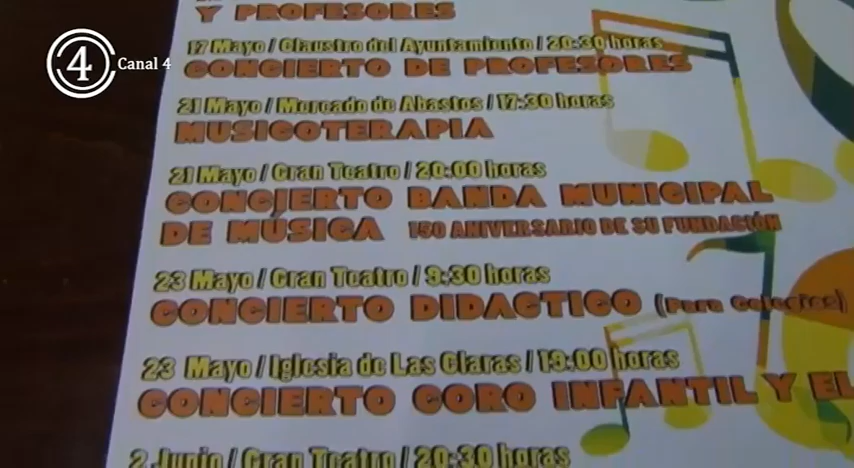 Y PROFESORES
17 Mayo / Claustro del Ayuntamiento / 20:30 horas
CONCIERTO DE PROFESORES
4 Canal 4
21 Mayo / Mercado de Abastos / 17:30 horas
MUSICOTERAPIA
21 Mayo / Gran Teatro / 20:00 horas
CONCIERTO BANDA MUNICIPAL
DE MÚSICA 150 ANIVERSARIO DE SU FUNDACIÓN
23 Mayo / Gran Teatro / 9:30 horas
CONCIERTO DIDACTICO (Para Colegios)
23 Mayo / Iglesia de Las Claras / 19:00 horas
CONCIERTO CORO INFANTIL Y EL
2 Junio / Gran Teatro / 20:30 horas